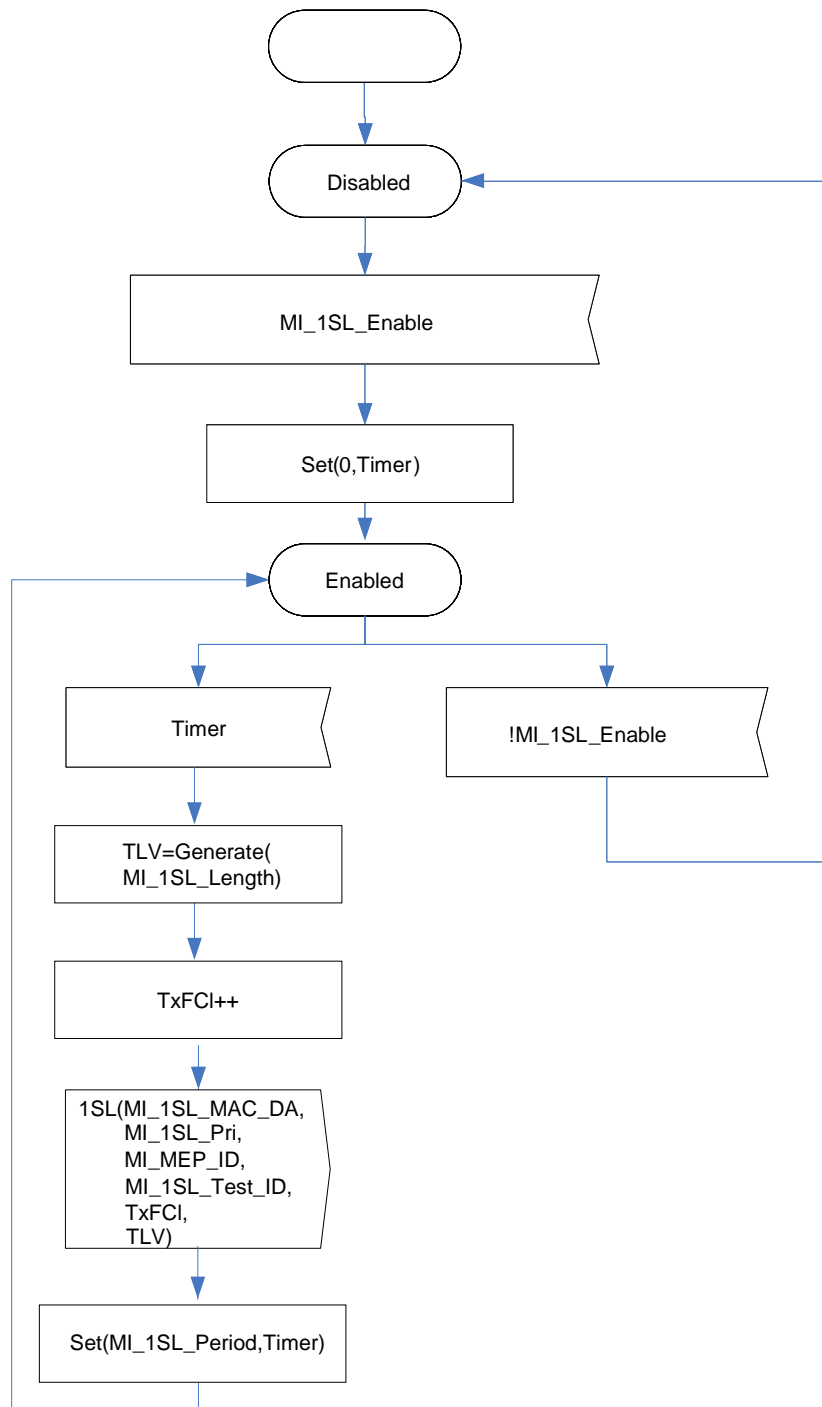 Disabled
MI_1SL_Enable
Set(0,Timer)
Enabled
Timer
!MI_1SL_Enable
TLV=Generate(
MI_1SL_Length)
TxFCl++
1SL(MI_1SL_MAC_DA,
MI_1SL_Pri,
MI_MEP_ID,
MI_1SL_Test_ID,
TxFCl,
TLV)
Set(MI_1SL_Period,Timer)